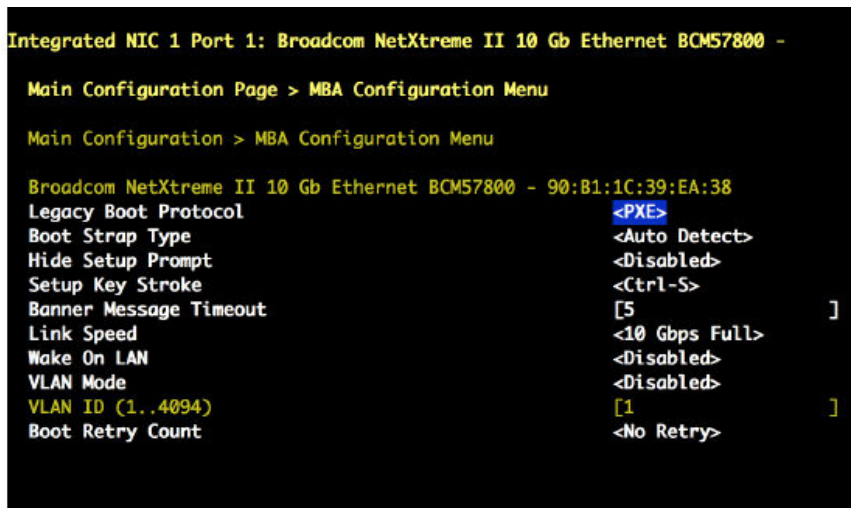 Integrated NIC 1 Port 1: Broadcom NetXtreme II 10 Gb Ethernet BCM57800 -
Main Configuration Page > MBA Configuration Menu
Main Configuration > MBA Configuration Menu
Broadcom NetXtreme II 10 Gb Ethernet BCM57800 - 90:B1:1C:39:EA:38
Legacy Boot Protocol <PXE>
Boot Strap Type <Auto Detect>
Hide Setup Prompt <Disabled>
Setup Key Stroke <Ctrl-S>
Banner Message Timeout [5 ]
Link Speed <10 Gbps Full>
Wake On LAN <Disabled>
VLAN Mode <Disabled>
VLAN ID (1..4094) [1 ]
Boot Retry Count <No Retry>